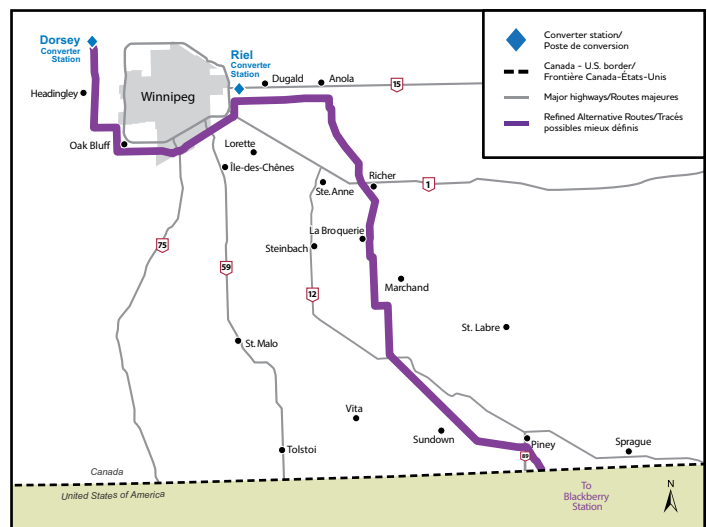 Dorsey
Converter
Station
Riel
Converter
Station
Headingley
Winnipeg
Dugald
Anola
15
Oak Bluff
Lorette
Île-des-Chênes
Ste. Anne
Richer
1
La Broquerie
Steinbach
75
59
12
Marchand
St. Labre
St. Malo
Vita
Sundown
Piney
Sprague
Tolstoi
89
Canada
United States of America
To
Blackberry
Station
N
Converter station/
Poste de conversion
Canada - U.S. border/
Frontière Canada-États-Unis
Major highways/Routes majeures
Refined Alternative Routes/Tracés
possibles mieux définis